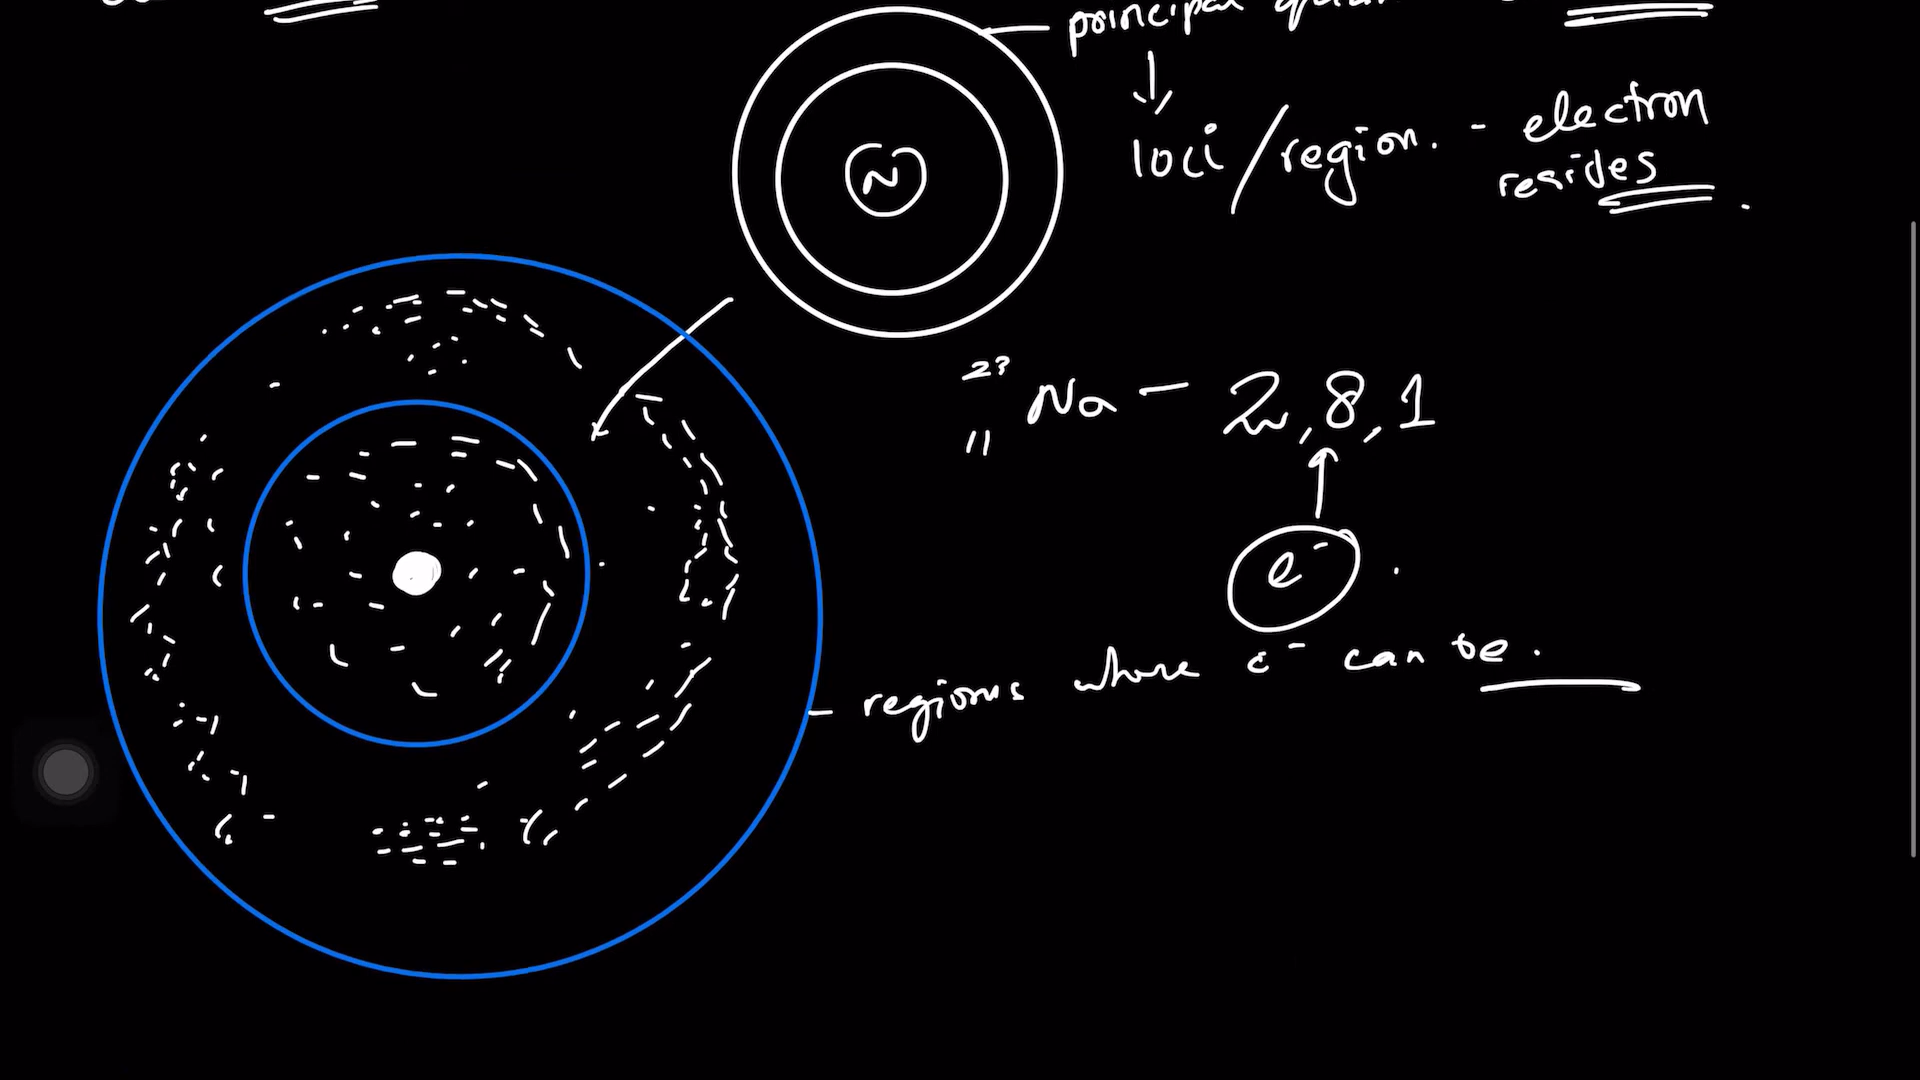 principal
loci / region. - electron
resides.
N
23
11 Na - 2, 8, 1
e⁻.
- regions where e⁻ can be.